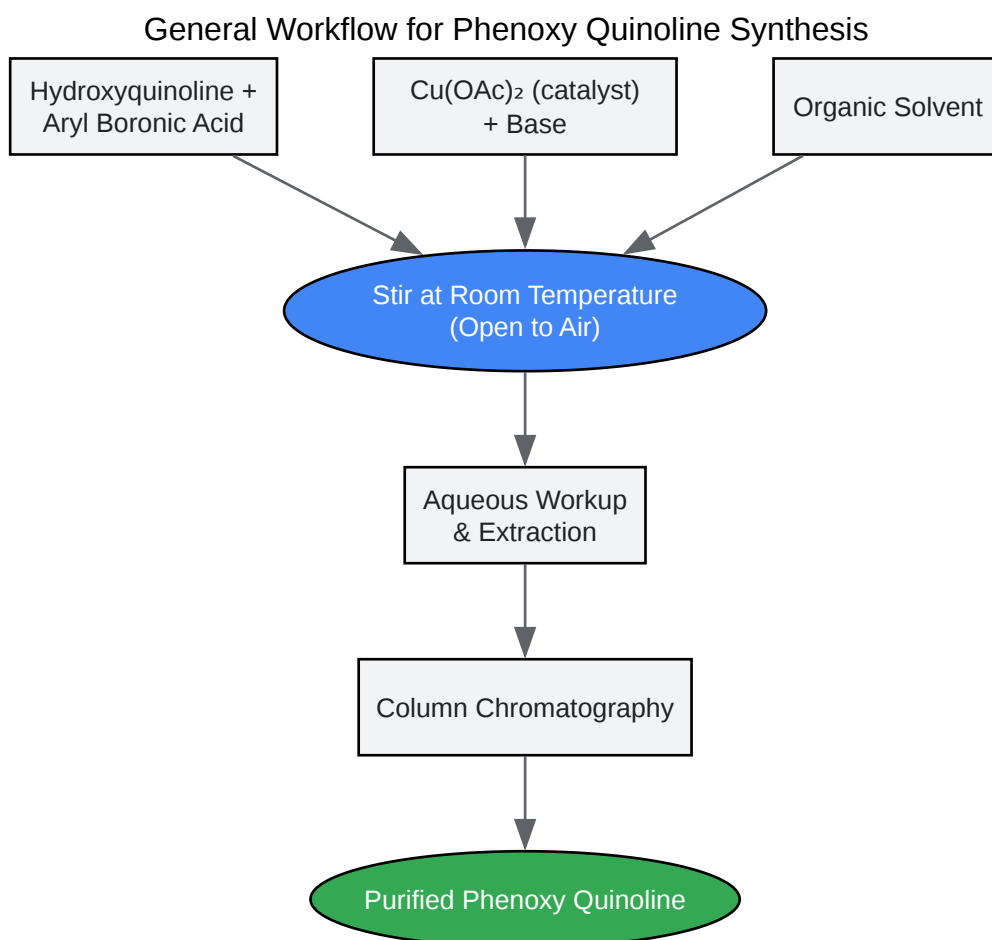 General Workflow for Phenoxy Quinoline Synthesis
Hydroxyquinoline +
Aryl Boronic Acid
Cu(OAc)₂ (catalyst)
+ Base
Organic Solvent
Stir at Room Temperature
(Open to Air)
Aqueous Workup
& Extraction
Column Chromatography
Purified Phenoxy Quinoline